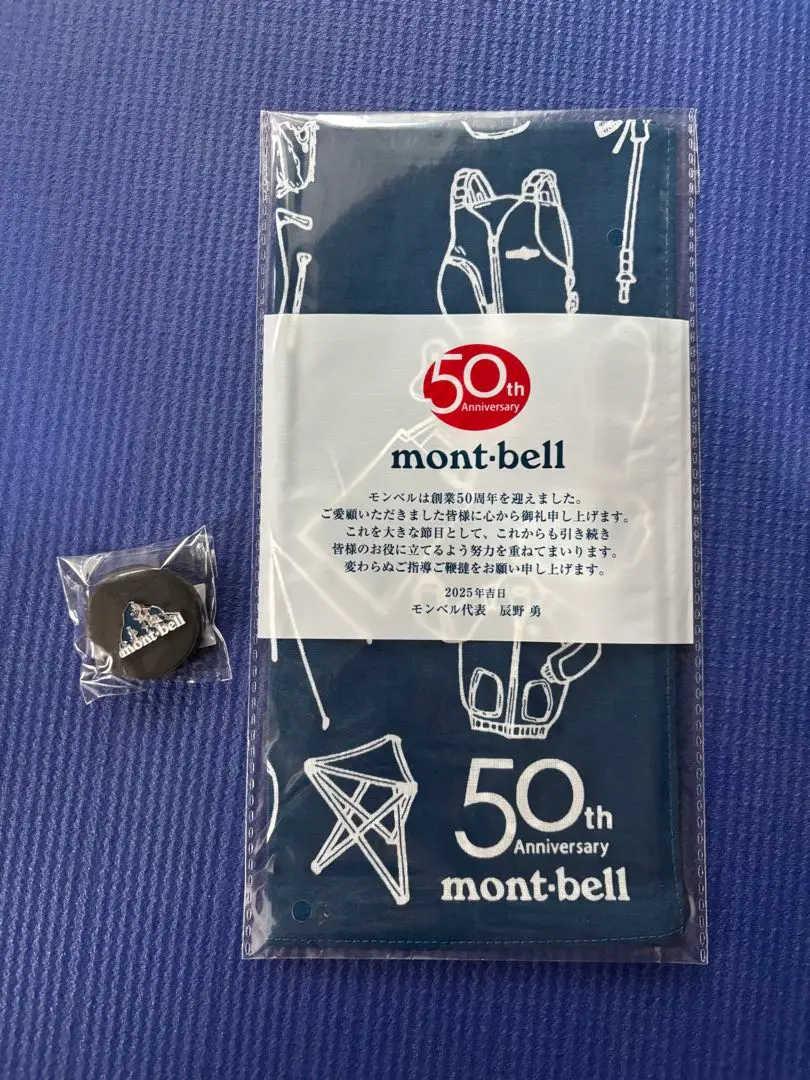 50th
Anniversary
mont·bell
モンベルは創業50周年を迎えました。
ご愛顧いただきました皆様に心から御礼申し上げます。
これを大きな節目として、これからも引き続き
皆様のお役に立てるよう努力を重ねてまいります。
変わらぬご指導ご鞭撻をお願い申し上げます。
2025年吉日
モンベル代表 辰野 勇
mont-bell
50th
Anniversary
mont·bell